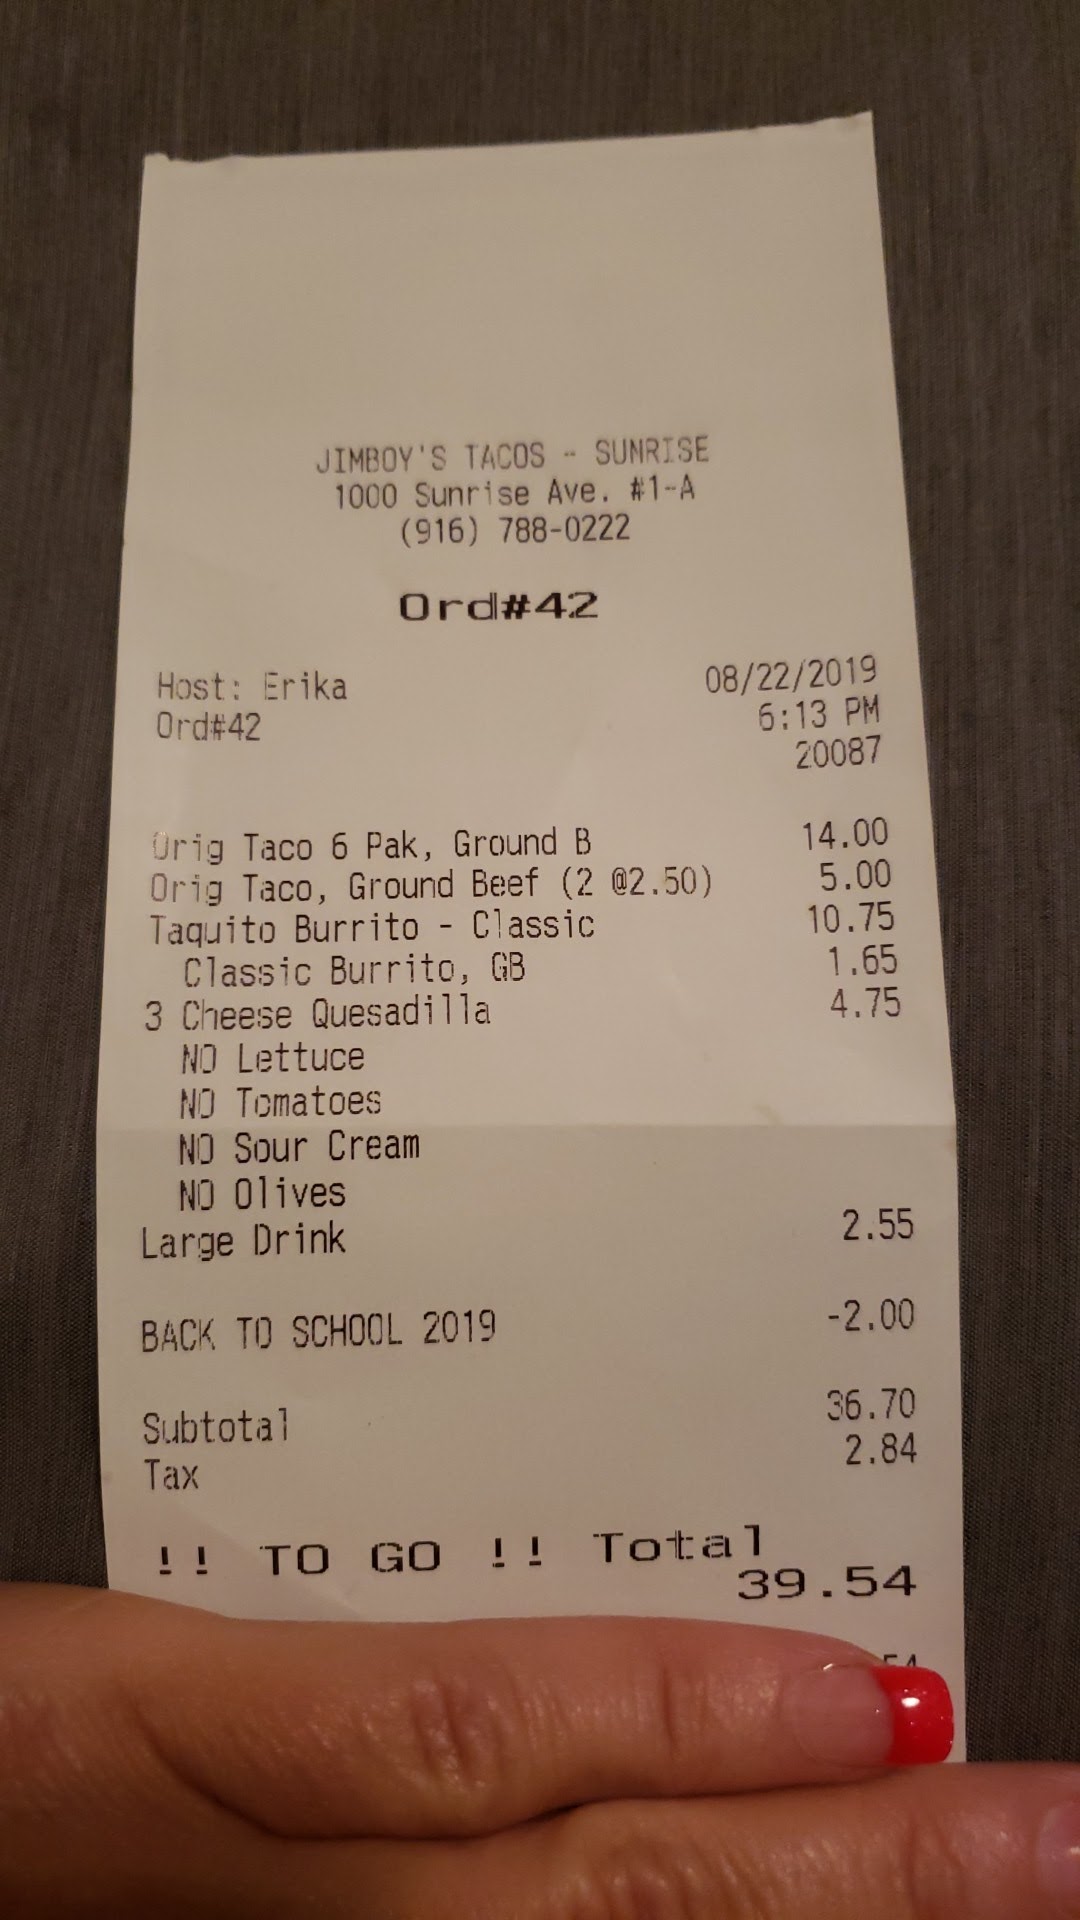 JIMBOY'S TACOS - SUNRISE
1000 Sunrise Ave. #1-A
(916) 788-0222
Ord#42
Host: Erika 08/22/2019
Ord#42 6:13 PM
20087
Orig Taco 6 Pak, Ground B 14.00
Orig Taco, Ground Beef (2 @2.50) 5.00
Taquito Burrito - Classic 10.75
Classic Burrito, GB 1.65
3 Cheese Quesadilla 4.75
NO Lettuce
NO Tomatoes
NO Sour Cream
NO Olives
Large Drink 2.55
BACK TO SCHOOL 2019 -2.00
Subtotal 36.70
Tax 2.84
!! TO GO !! Total
39.54